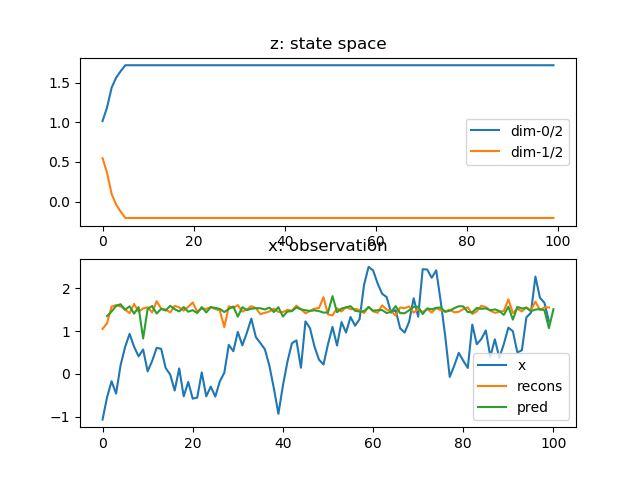 z: state space
1.5
1.0
0.5
0.0
dim-0/2
dim-1/2
0 20 40 60 80 100
x: observation
2
1
0
−1
x
recons
pred
0 20 40 60 80 100